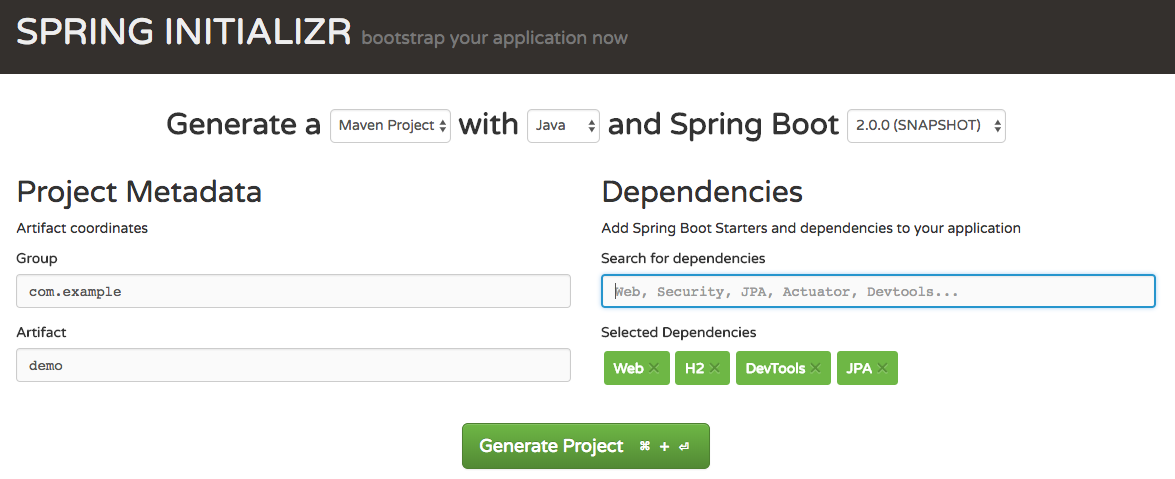 SPRING INITIALIZR bootstrap your application now
Generate a Maven Project with Java and Spring Boot 2.0.0 (SNAPSHOT)
Project Metadata
Artifact coordinates
Group
com.example
Artifact
demo
Dependencies
Add Spring Boot Starters and dependencies to your application
Search for dependencies
Web, Security, JPA, Actuator, Devtools...
Selected Dependencies
Web × H2 × DevTools × JPA ×
Generate Project ⌘ + ⏎